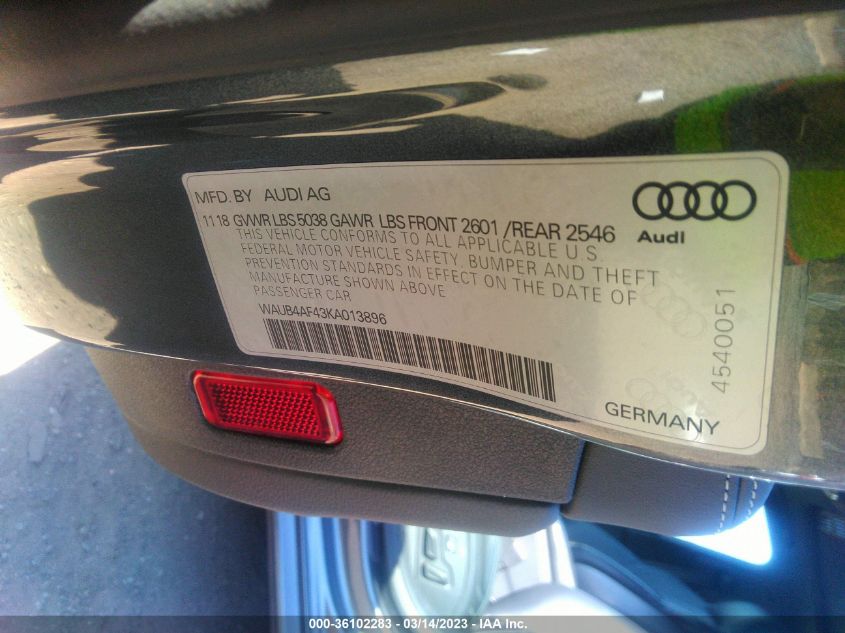 MFD. BY AUDI AG
11 18 GVWR LBS 5038 GAWR LBS FRONT 2601 /REAR 2546
THIS VEHICLE CONFORMS TO ALL APPLICABLE U.S.
FEDERAL MOTOR VEHICLE SAFETY, BUMPER AND THEFT
PREVENTION STANDARDS IN EFFECT ON THE DATE OF
MANUFACTURE SHOWN ABOVE
PASSENGER CAR
WAUB4AF43KA013896
Audi
4540051
GERMANY
000-36102283 - 03/14/2023 - IAA Inc.